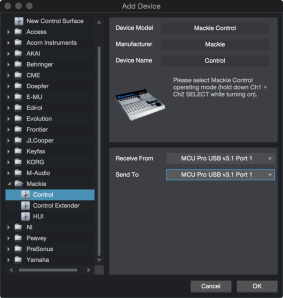 Add Device
New Control Surface
Access
Acorn Instruments
AKAI
Behringer
CME
Doepfer
E-MU
Edirol
Evolution
Frontier
JLCooper
Keyfax
KORG
M-Audio
Mackie
Control
Control Extender
HUI
NI
Peavey
PreSonus
Yamaha
Device Model
Mackie Control
Manufacturer
Mackie
Device Name
Control
Please select Mackie Control
operating mode (hold down Ch1 +
Ch2 SELECT while turning on).
Receive From
MCU Pro USB v3.1 Port 1
Send To
MCU Pro USB v3.1 Port 1
Cancel
OK